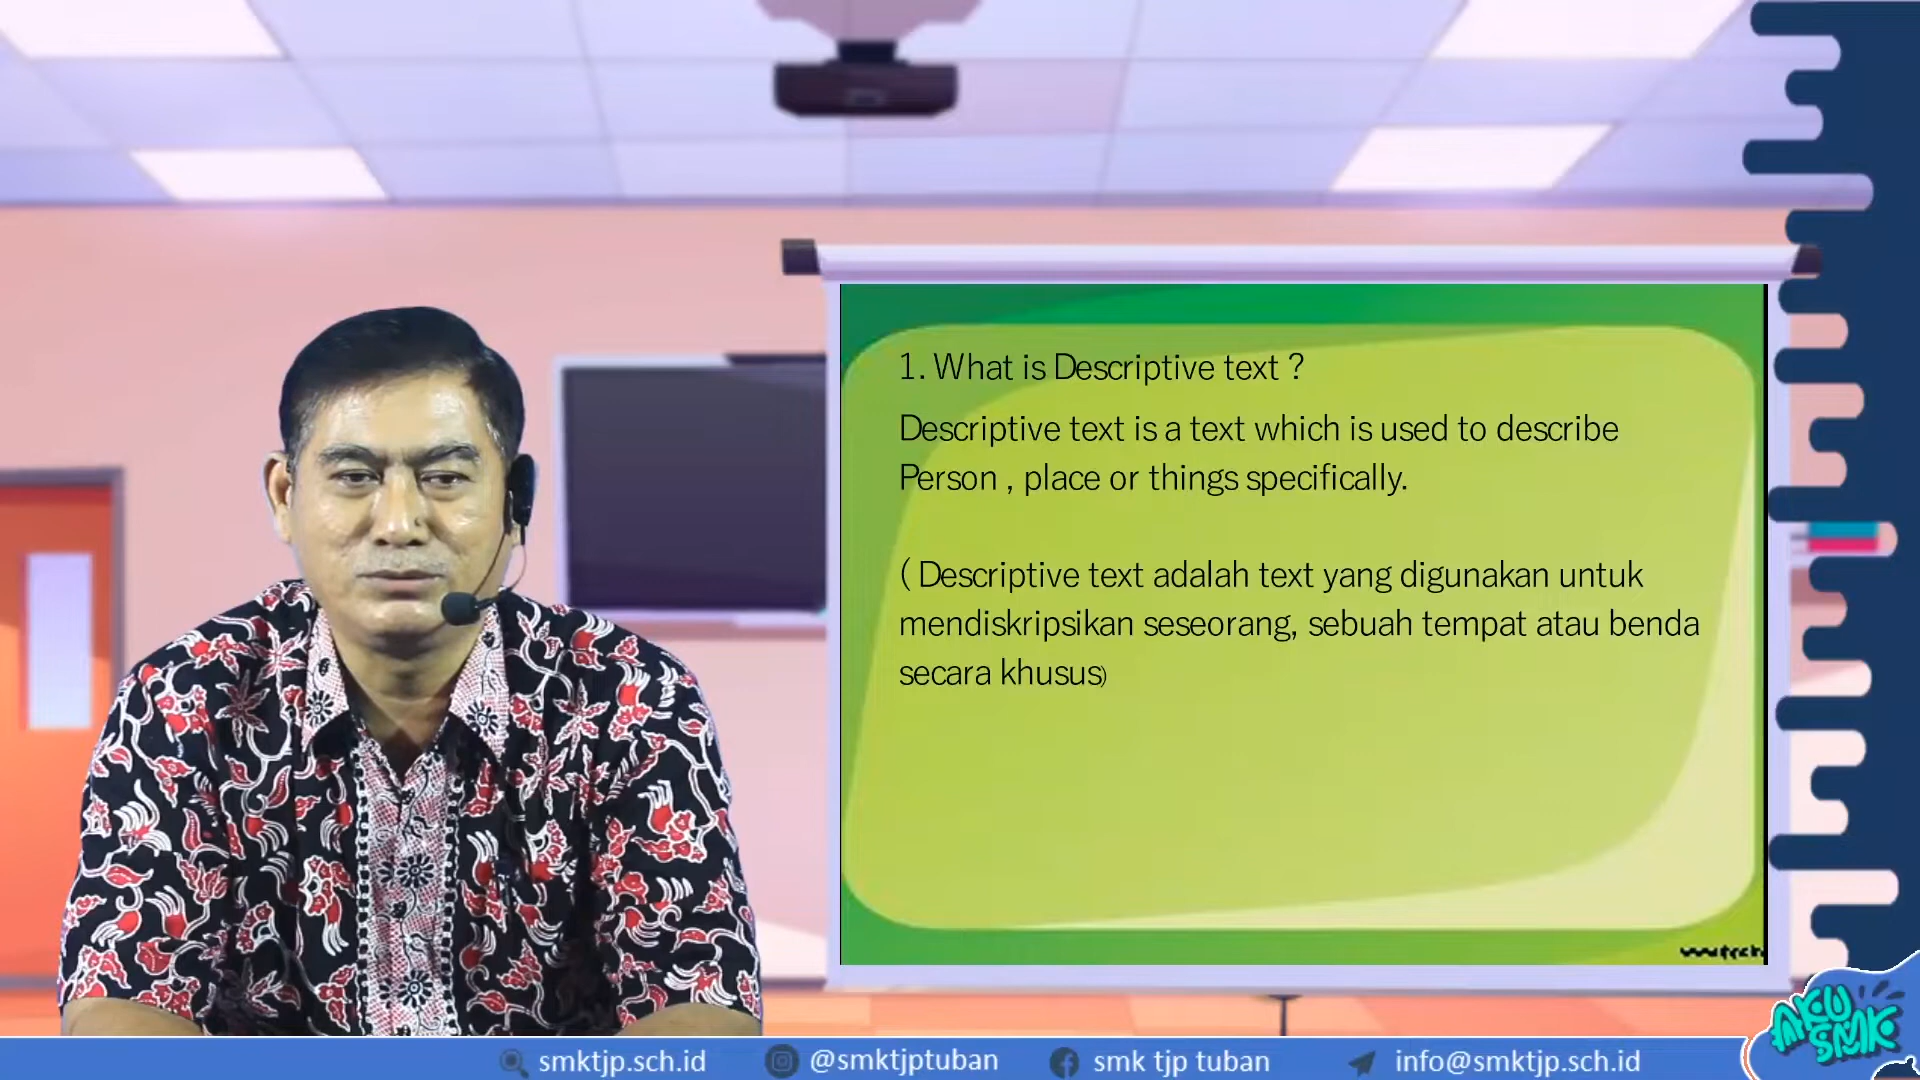 1. What is Descriptive text ?
Descriptive text is a text which is used to describe
Person , place or things specifically.
( Descriptive text adalah text yang digunakan untuk
mendiskripsikan seseorang, sebuah tempat atau benda
secara khusus)
smktjp.sch.id @smktjptuban smk tjp tuban info@smktjp.sch.id
AKU
SMK